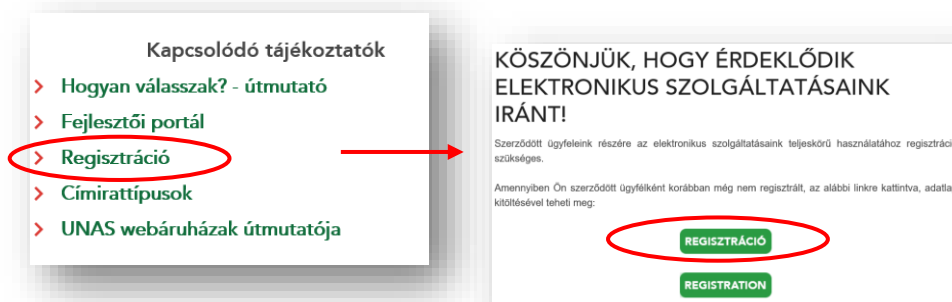 Kapcsolódó tájékoztatók
Hogyan válasszak? - útmutató
Fejlesztői portál
Regisztráció
Címirattípusok
UNAS webáruházak útmutatója
KÖSZÖNJÜK, HOGY ÉRDEKLŐDIK
ELEKTRONIKUS SZOLGÁLTATÁSAINK
IRÁNT!
Szerződött ügyfeleink részére az elektronikus szolgáltatásaink teljeskörű használatához regisztráci
szükséges.
Amennyiben Ön szerződött ügyfélként korábban még nem regisztrált, az alábbi linkre kattintva, adatla
kitöltésével teheti meg:
REGISZTRÁCIÓ
REGISTRATION